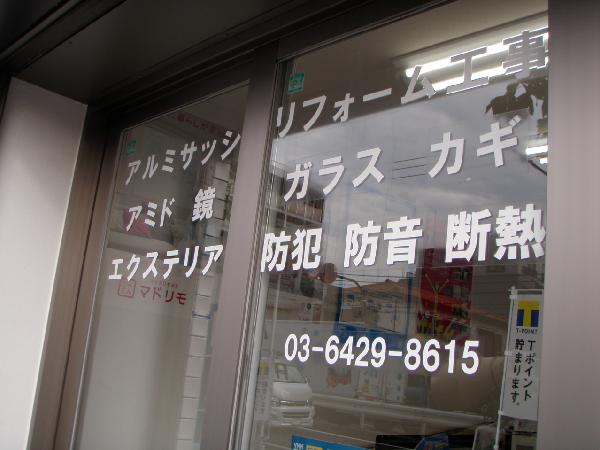 アルミサッシ
アミド 鏡
エクステリア
マドリモ
リフォーム工事
ガラス カギ
防犯 防音 断熱
03-6429-8615
T-POINT
Tポイント
貯まります。